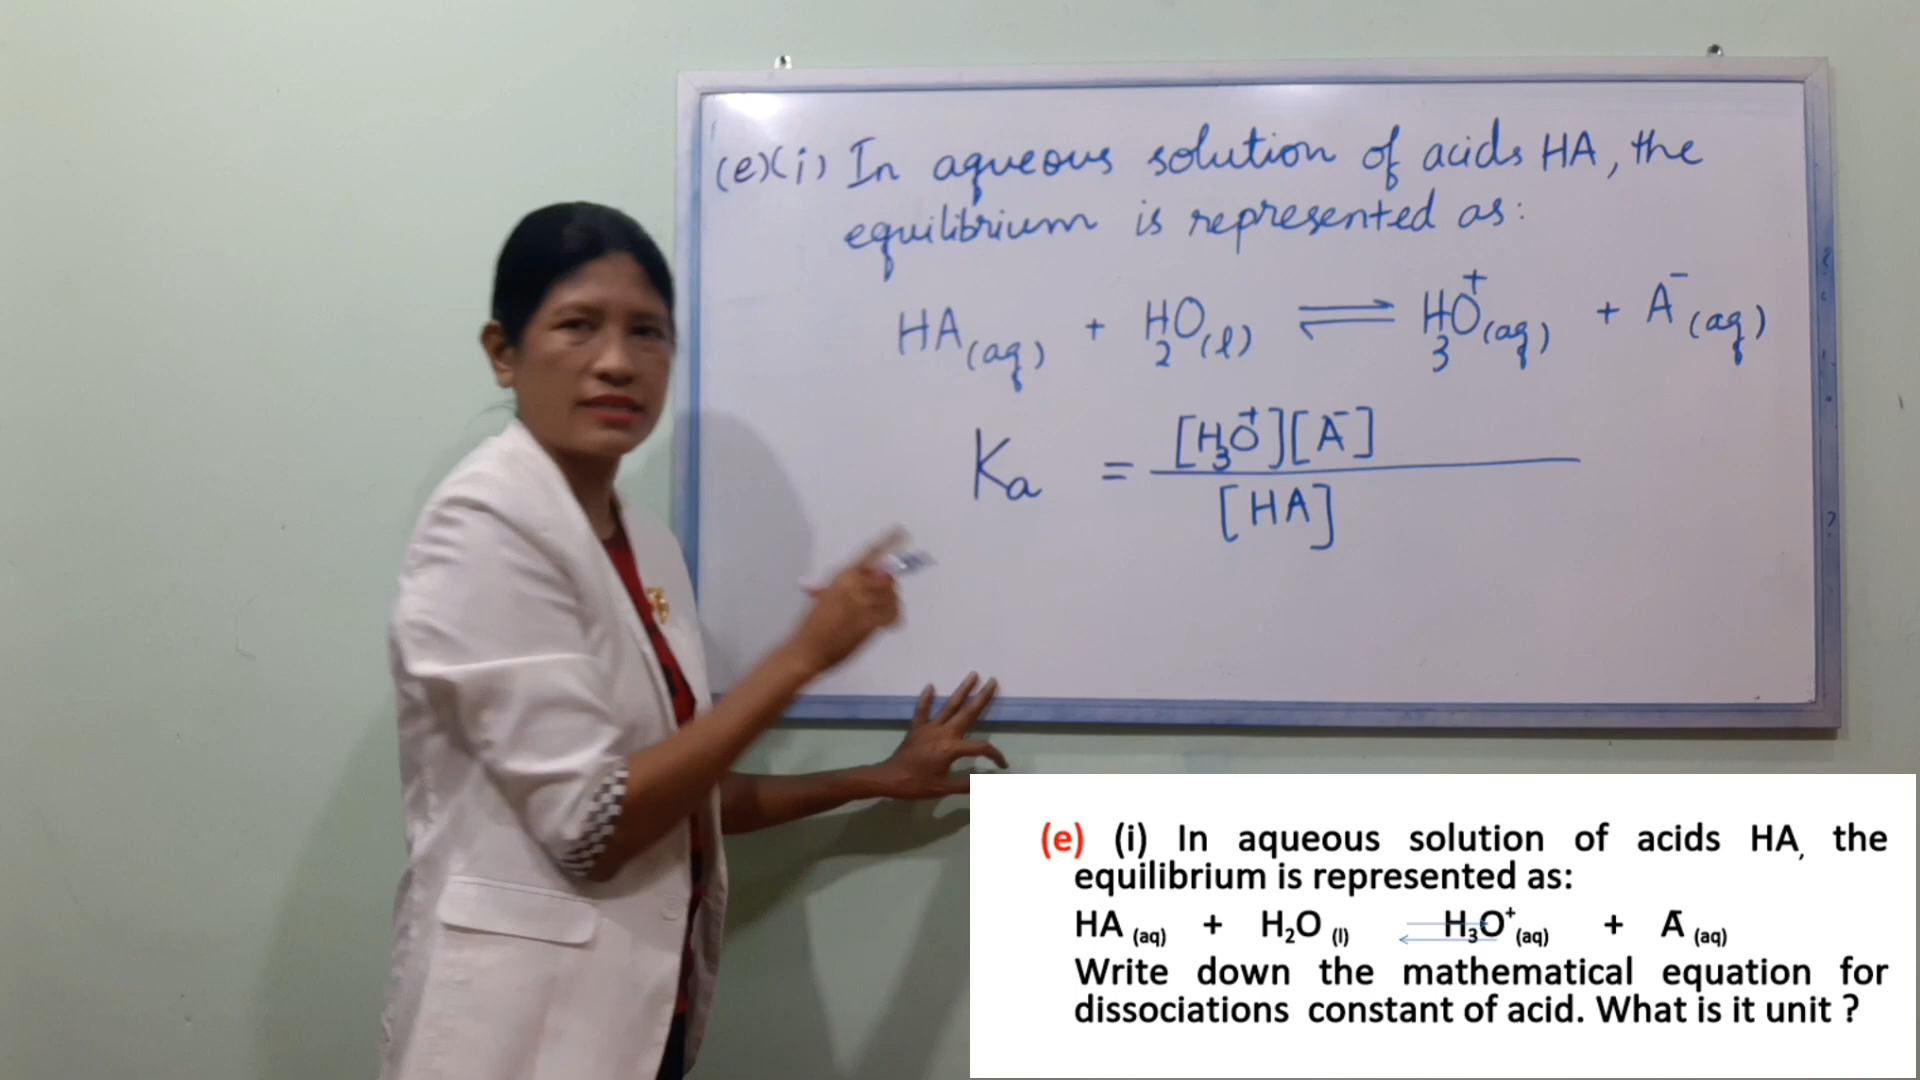 (e)(i) In aqueous solution of acids HA, the
equilibrium is represented as:
HA(aq) + H₂O(l) ⇌ H₃O⁺(aq) + A⁻(aq)
Ka = [H₃O⁺][A⁻]
[HA]
(e) (i) In aqueous solution of acids HA, the
equilibrium is represented as:
HA (aq) + H₂O (l) ⇌ H₃O⁺ (aq) + A⁻ (aq)
Write down the mathematical equation for
dissociations constant of acid. What is it unit ?